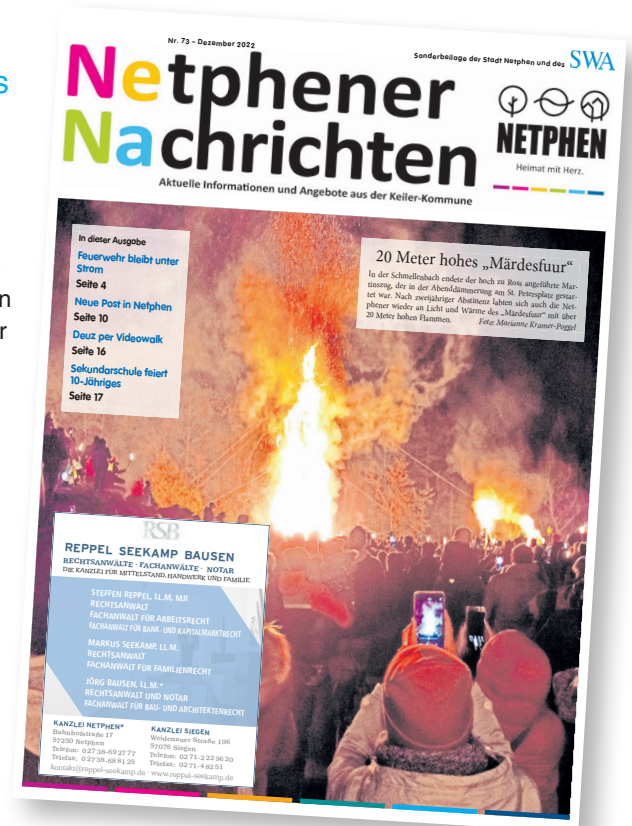 s
n
r
Nr. 73 – Dezember 2022
Sonderbeilage der Stadt Netphen und des SWA
Netphener
Nachrichten
NETPHEN
Heimat mit Herz.
Aktuelle Informationen und Angebote aus der Keiler-Kommune
In dieser Ausgabe
Feuerwehr bleibt unter
Strom
Seite 4
Neue Post in Netphen
Seite 10
Deuz per Videowalk
Seite 16
Sekundarschule feiert
10-Jähriges
Seite 17
20 Meter hohes „Märdesfuur“
In der Schmellenbach endete der hoch zu Ross angeführte Mar-
tinszug, der in der Abenddämmerung am St. Petersplatz gestar-
tet war. Nach zweijähriger Abstinenz labten sich auch die Net-
phener wieder an Licht und Wärme des „Märdesfuur“ mit über
20 Meter hohen Flammen. Foto: Marianne Kramer-Poggel
RSB
REPPEL SEEKAMP BAUSEN
RECHTSANWÄLTE · FACHANWÄLTE · NOTAR
DIE KANZLEI FÜR MITTELSTAND, HANDWERK UND FAMILIE.
STEFFEN REPPEL, LL.M. MJI
RECHTSANWALT
FACHANWALT FÜR ARBEITSRECHT
FACHANWALT FÜR BANK- UND KAPITALMARKTRECHT
MARKUS SEEKAMP, LL.M.
RECHTSANWALT
FACHANWALT FÜR FAMILIENRECHT
JÖRG BAUSEN, LL.M.*
RECHTSANWALT UND NOTAR
FACHANWALT FÜR BAU- UND ARCHITEKTENRECHT
KANZLEI NETPHEN*
Bahnhofstraße 17
57250 Netphen
Telefon: 02738-692777
Telefax: 02738-688125
KANZLEI SIEGEN
Weidenauer Straße 196
57076 Siegen
Telefon: 0271-2229620
Telefax: 0271-48251
kontakt@reppel-seekamp.de · www.reppel-seekamp.de